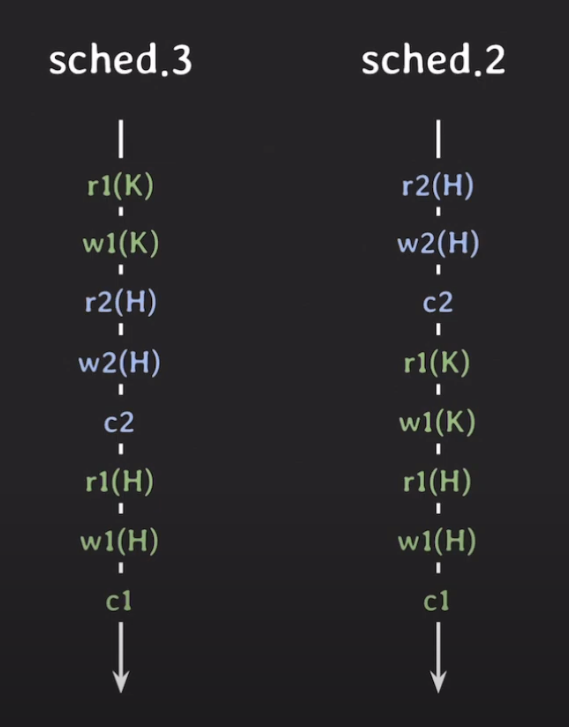 sched.3
r1(K)
w1(K)
r2(H)
w2(H)
c2
r1(H)
w1(H)
c1
sched.2
r2(H)
w2(H)
c2
r1(K)
w1(K)
r1(H)
w1(H)
c1